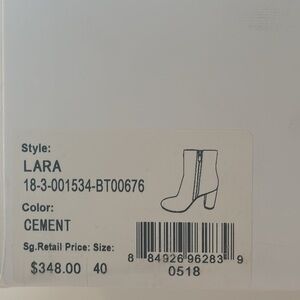 Style:
LARA
18-3-001534-BT00676
Color:
CEMENT
Sg.Retail Price: Size:
$348.00 40
8 84926 96283 9
0518